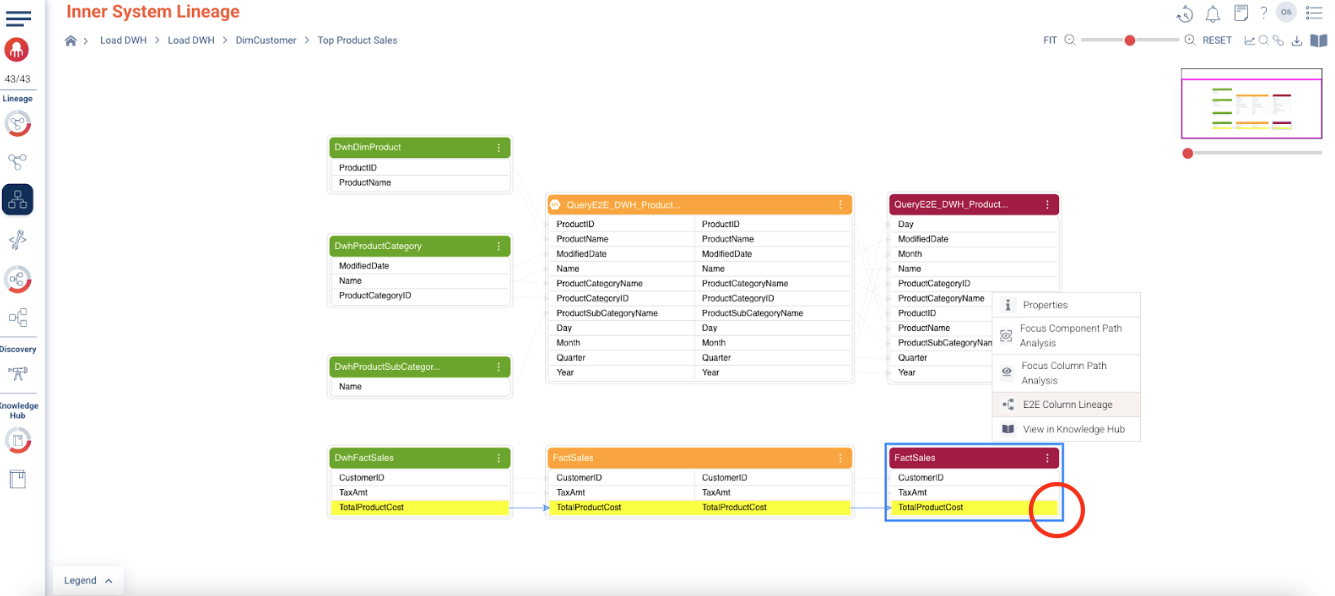 Inner System Lineage
OS
Load DWH > Load DWH > DimCustomer > Top Product Sales
FIT
RESET
43/43
Lineage
Discovery
Knowledge
Hub
DwhDimProduct
ProductID
ProductName
DwhProductCategory
ModifiedDate
Name
ProductCategoryID
DwhProductSubCategor...
Name
QueryE2E_DWH_Product...
ProductID ProductID
ProductName ProductName
ModifiedDate ModifiedDate
Name Name
ProductCategoryName ProductCategoryName
ProductCategoryID ProductCategoryID
ProductSubCategoryName ProductSubCategoryName
Day Day
Month Month
Quarter Quarter
Year Year
QueryE2E_DWH_Product...
Day
ModifiedDate
Month
Name
ProductCategoryID
ProductCategoryName
ProductID
ProductName
ProductSubCategoryNam
Quarter
Year
Properties
Focus Component Path
Analysis
Focus Column Path
Analysis
E2E Column Lineage
View in Knowledge Hub
DwhFactSales
CustomerID
TaxAmt
TotalProductCost
FactSales
CustomerID CustomerID
TaxAmt TaxAmt
TotalProductCost TotalProductCost
FactSales
CustomerID
TaxAmt
TotalProductCost
Legend